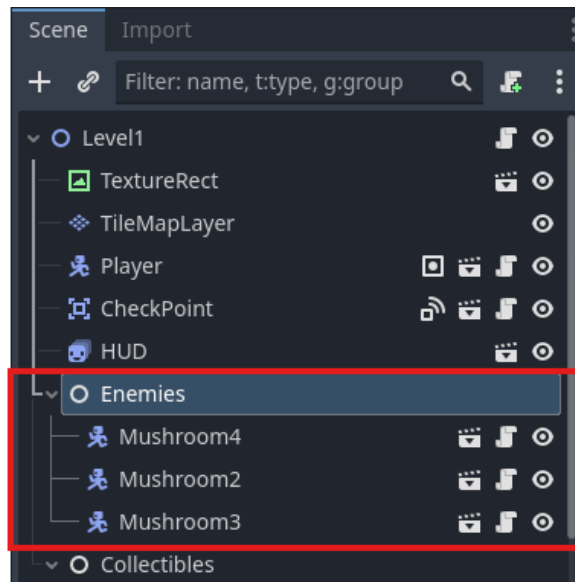 Scene Import
Filter: name, t:type, g:group
Level1
TextureRect
TileMapLayer
Player
CheckPoint
HUD
Enemies
Mushroom4
Mushroom2
Mushroom3
Collectibles